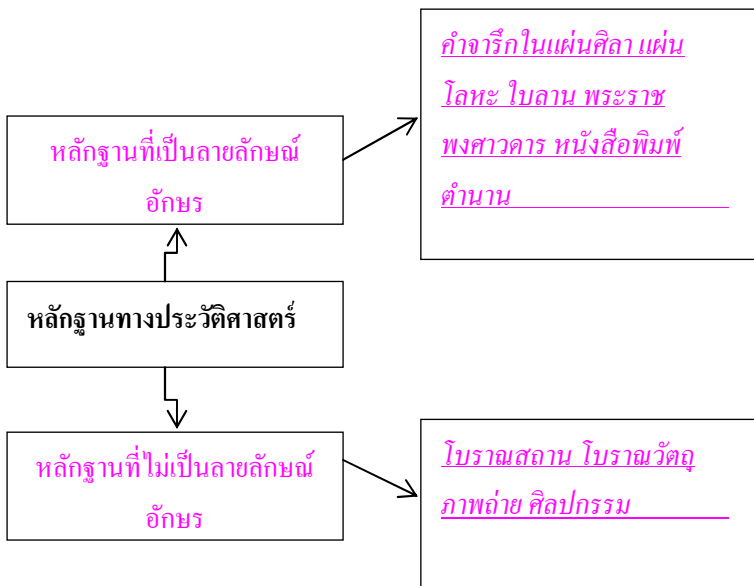 คำจารึกในแผ่นศิลา แผ่น
โลหะ ใบลาน พระราช
พงศาวดาร หนังสือพิมพ์
ตำนาน
หลักฐานที่เป็นลายลักษณ์
อักษร
หลักฐานทางประวัติศาสตร์
หลักฐานที่ไม่เป็นลายลักษณ์
อักษร
โบราณสถาน โบราณวัตถุ
ภาพถ่าย ศิลปกรรม